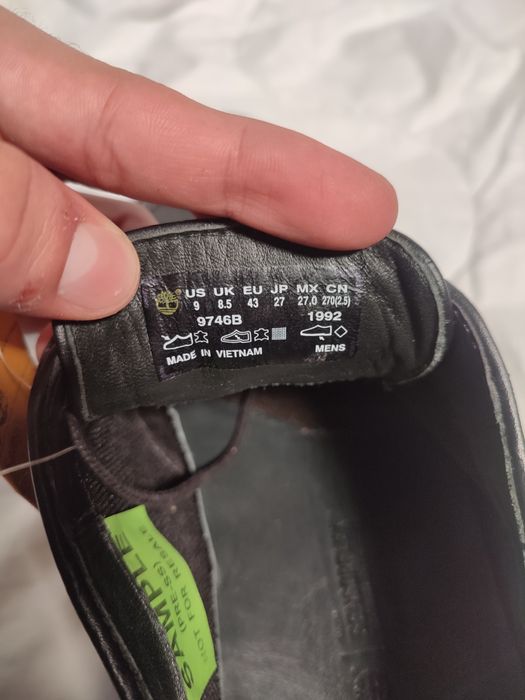 US UK EU JP MX CN
9 8.5 43 27 27,0 270(2.5)
9746B 1992
MADE IN VIETNAM MENS
SAMPLE
(PRESS)
NOT FOR RESALE